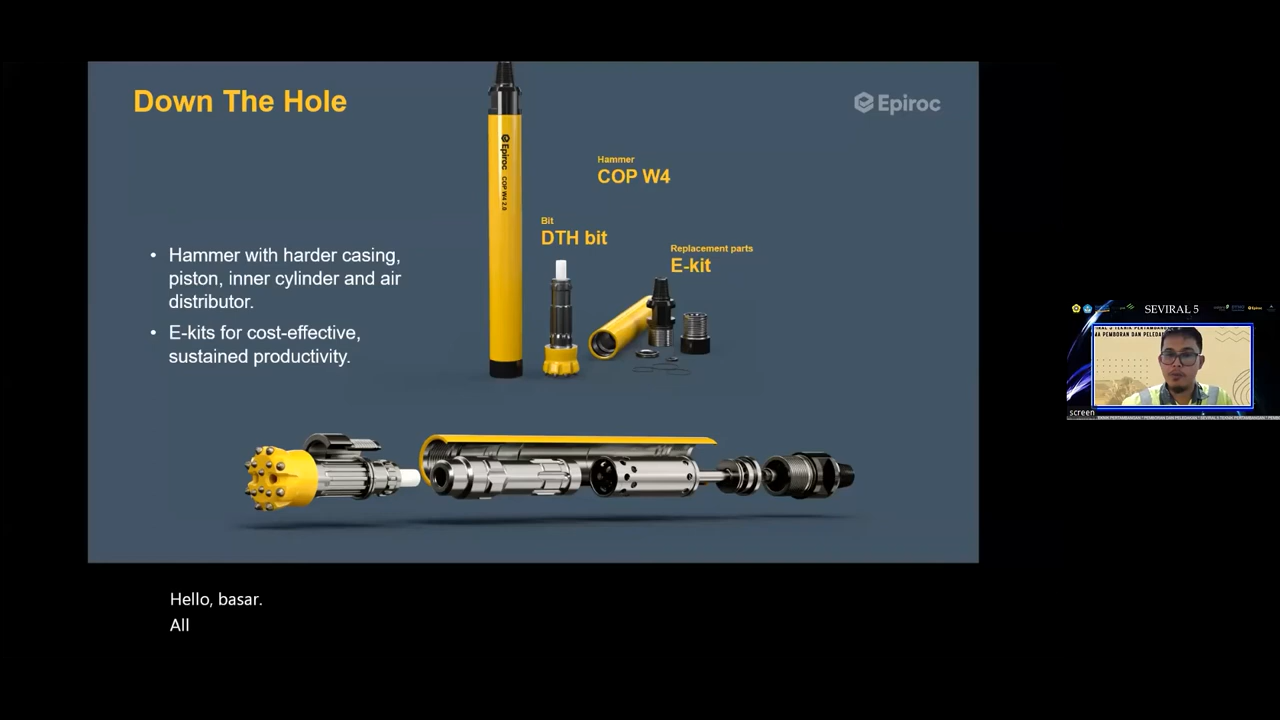 Down The Hole
Epiroc
Epiroc COP W4 2.0
Hammer
COP W4
Bit
DTH bit
Replacement parts
E-kit
• Hammer with harder casing,
piston, inner cylinder and air
distributor.
• E-kits for cost-effective,
sustained productivity.
SEVIRAL 5
screen
Hello, basar.
All